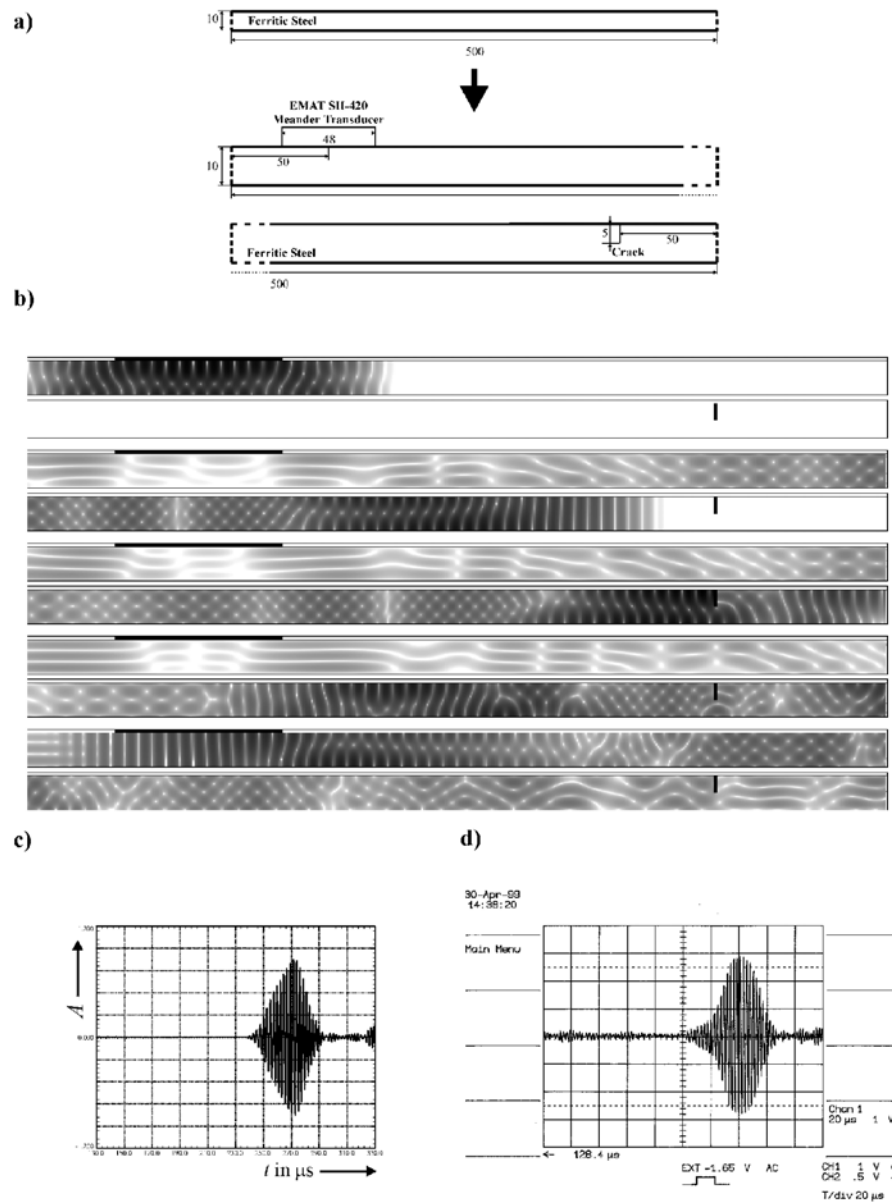 a)
10
Ferritic Steel
500
EMAT SH-420
Meander Transducer
48
50
10
5
50
Ferritic Steel
Crack
500
b)
c)
d)
A
t in µs
30-Apr-99
14:38:20
Main Menu
Chan 1
20 µs 1 V
128.4 µs
EXT -1.65 V AC
CH1 1 V
CH2 .5 V
T/div 20 µs